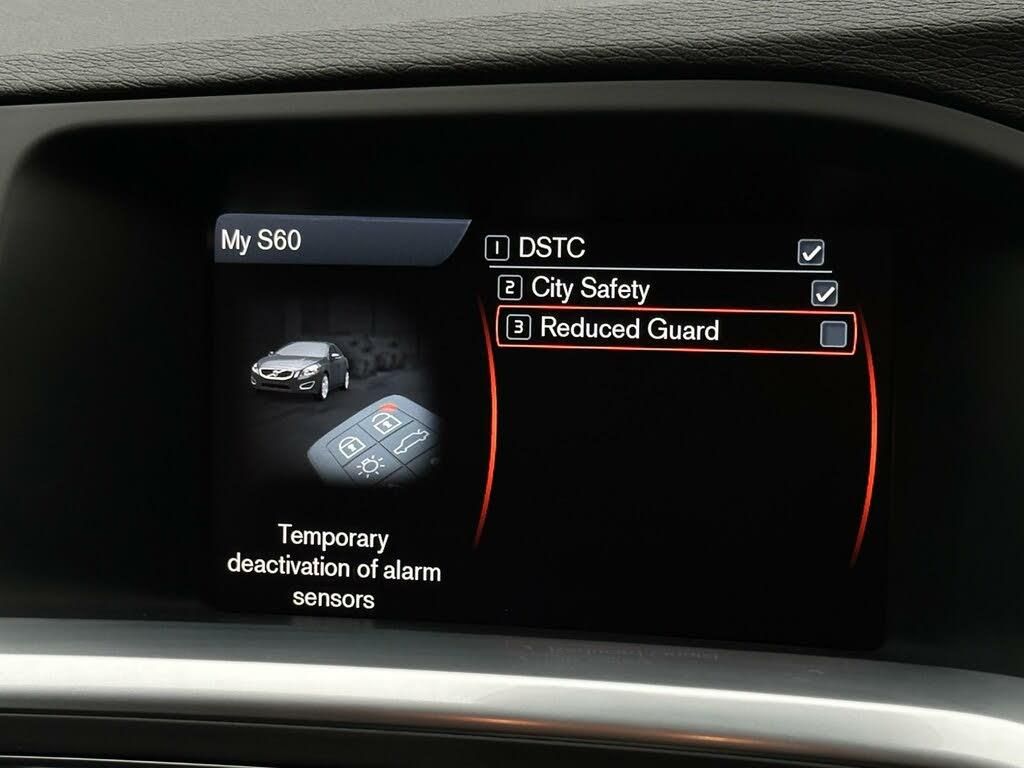 My S60
1 DSTC
2 City Safety
3 Reduced Guard
Temporary
deactivation of alarm
sensors